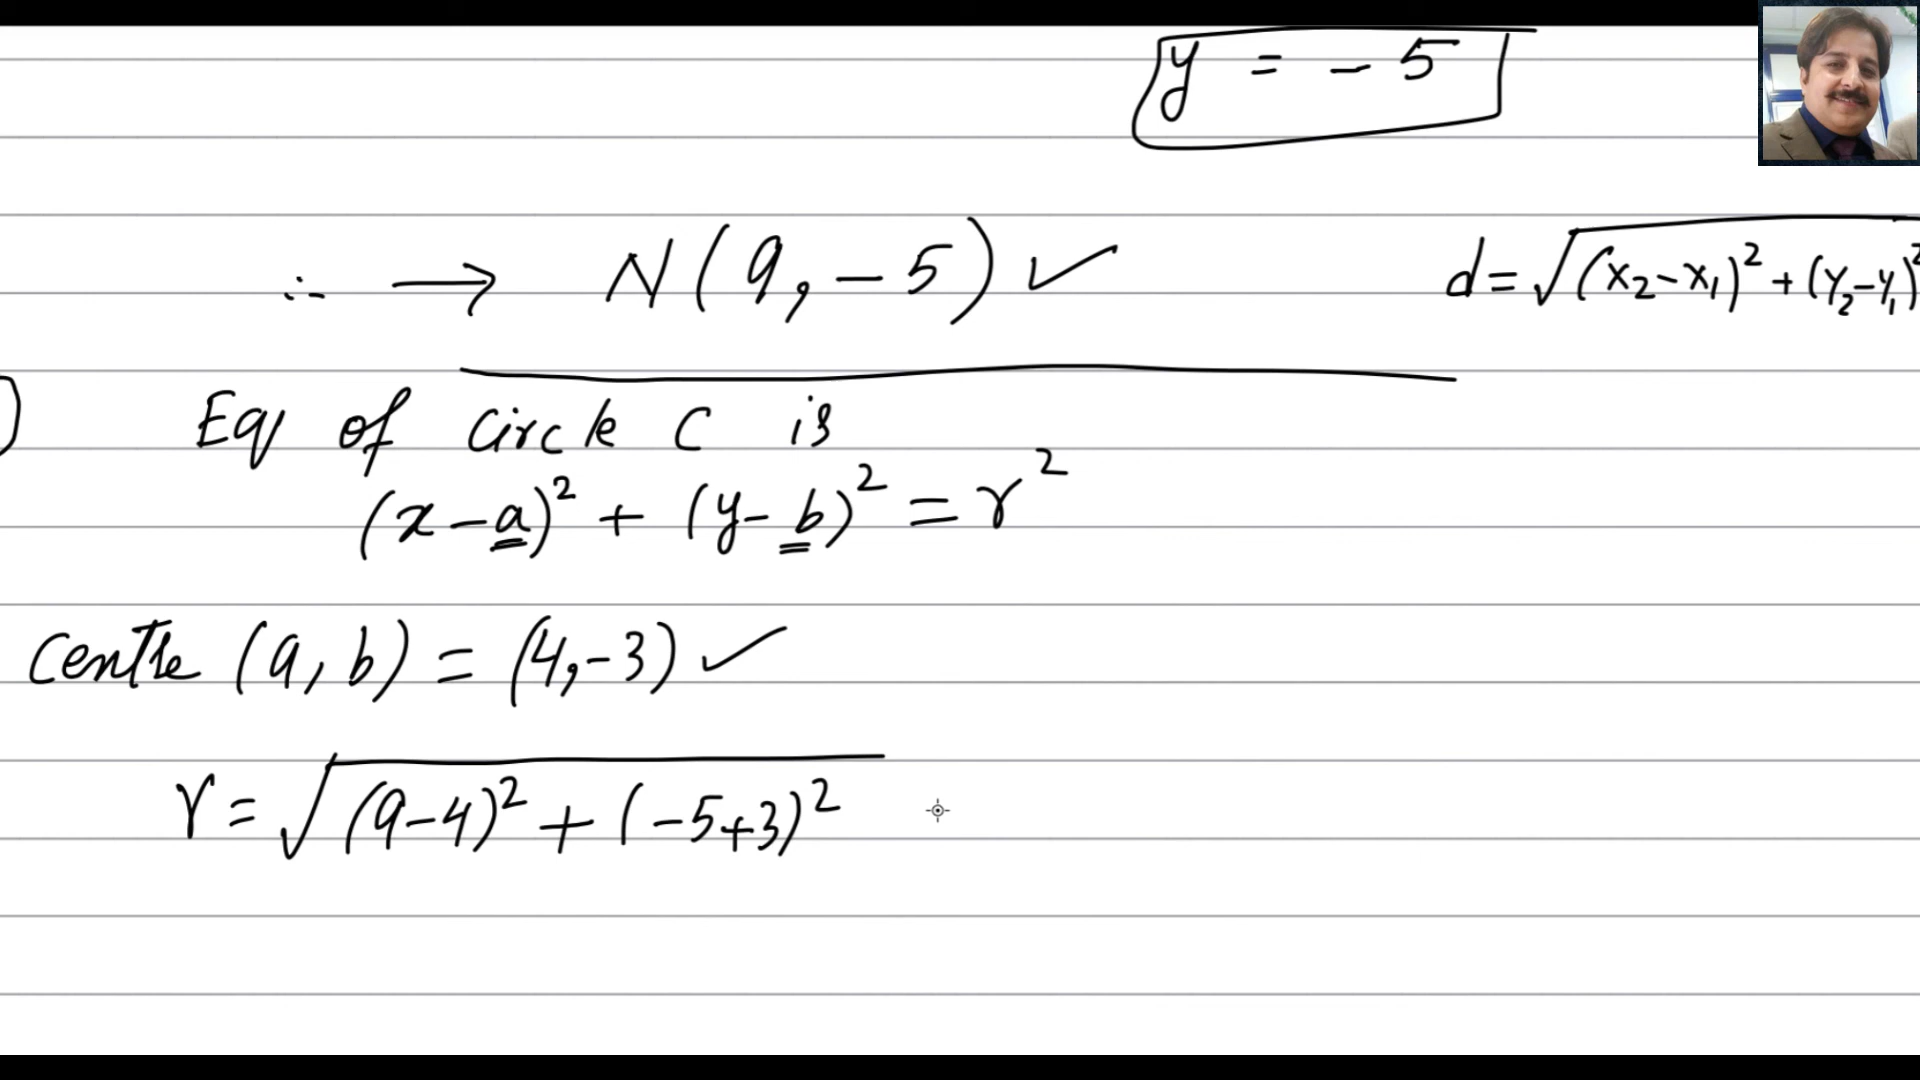 y = - 5
∴ → N(9, -5) ✓
d = √(x₂-x₁)² + (y₂-y₁)²
) Eq of circle C is
(x - a)² + (y - b)² = r²
Centre (a, b) = (4, -3) ✓
r = √(9-4)² + (-5+3)²